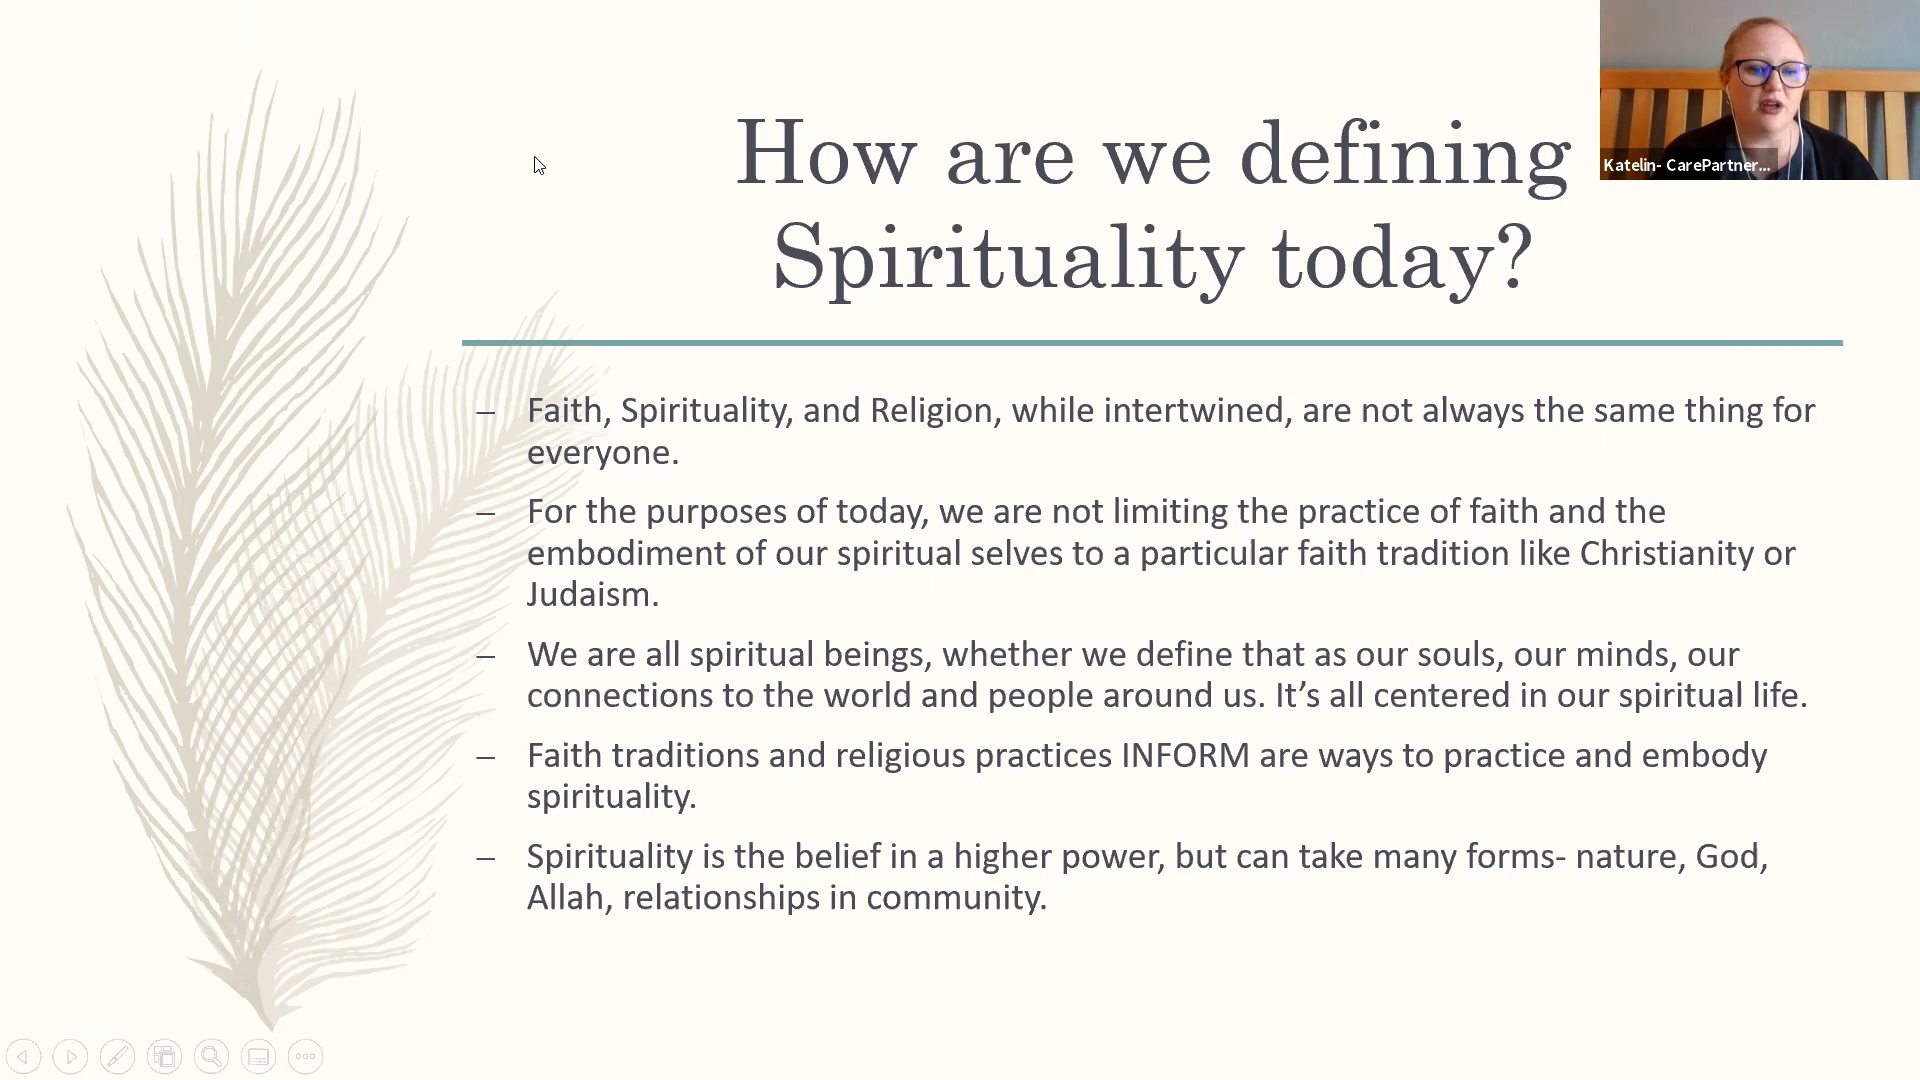 How are we defining
Spirituality today?
Katelin- CarePartner...
– Faith, Spirituality, and Religion, while intertwined, are not always the same thing for
everyone.
– For the purposes of today, we are not limiting the practice of faith and the
embodiment of our spiritual selves to a particular faith tradition like Christianity or
Judaism.
– We are all spiritual beings, whether we define that as our souls, our minds, our
connections to the world and people around us. It’s all centered in our spiritual life.
– Faith traditions and religious practices INFORM are ways to practice and embody
spirituality.
– Spirituality is the belief in a higher power, but can take many forms- nature, God,
Allah, relationships in community.